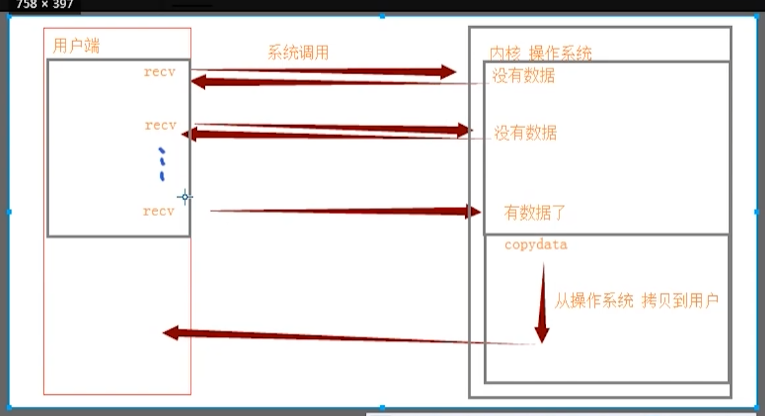 758 × 397
用户端
系统调用
内核 操作系统
recv
没有数据
recv
没有数据
recv
有数据了
copydata
从操作系统 拷贝到用户